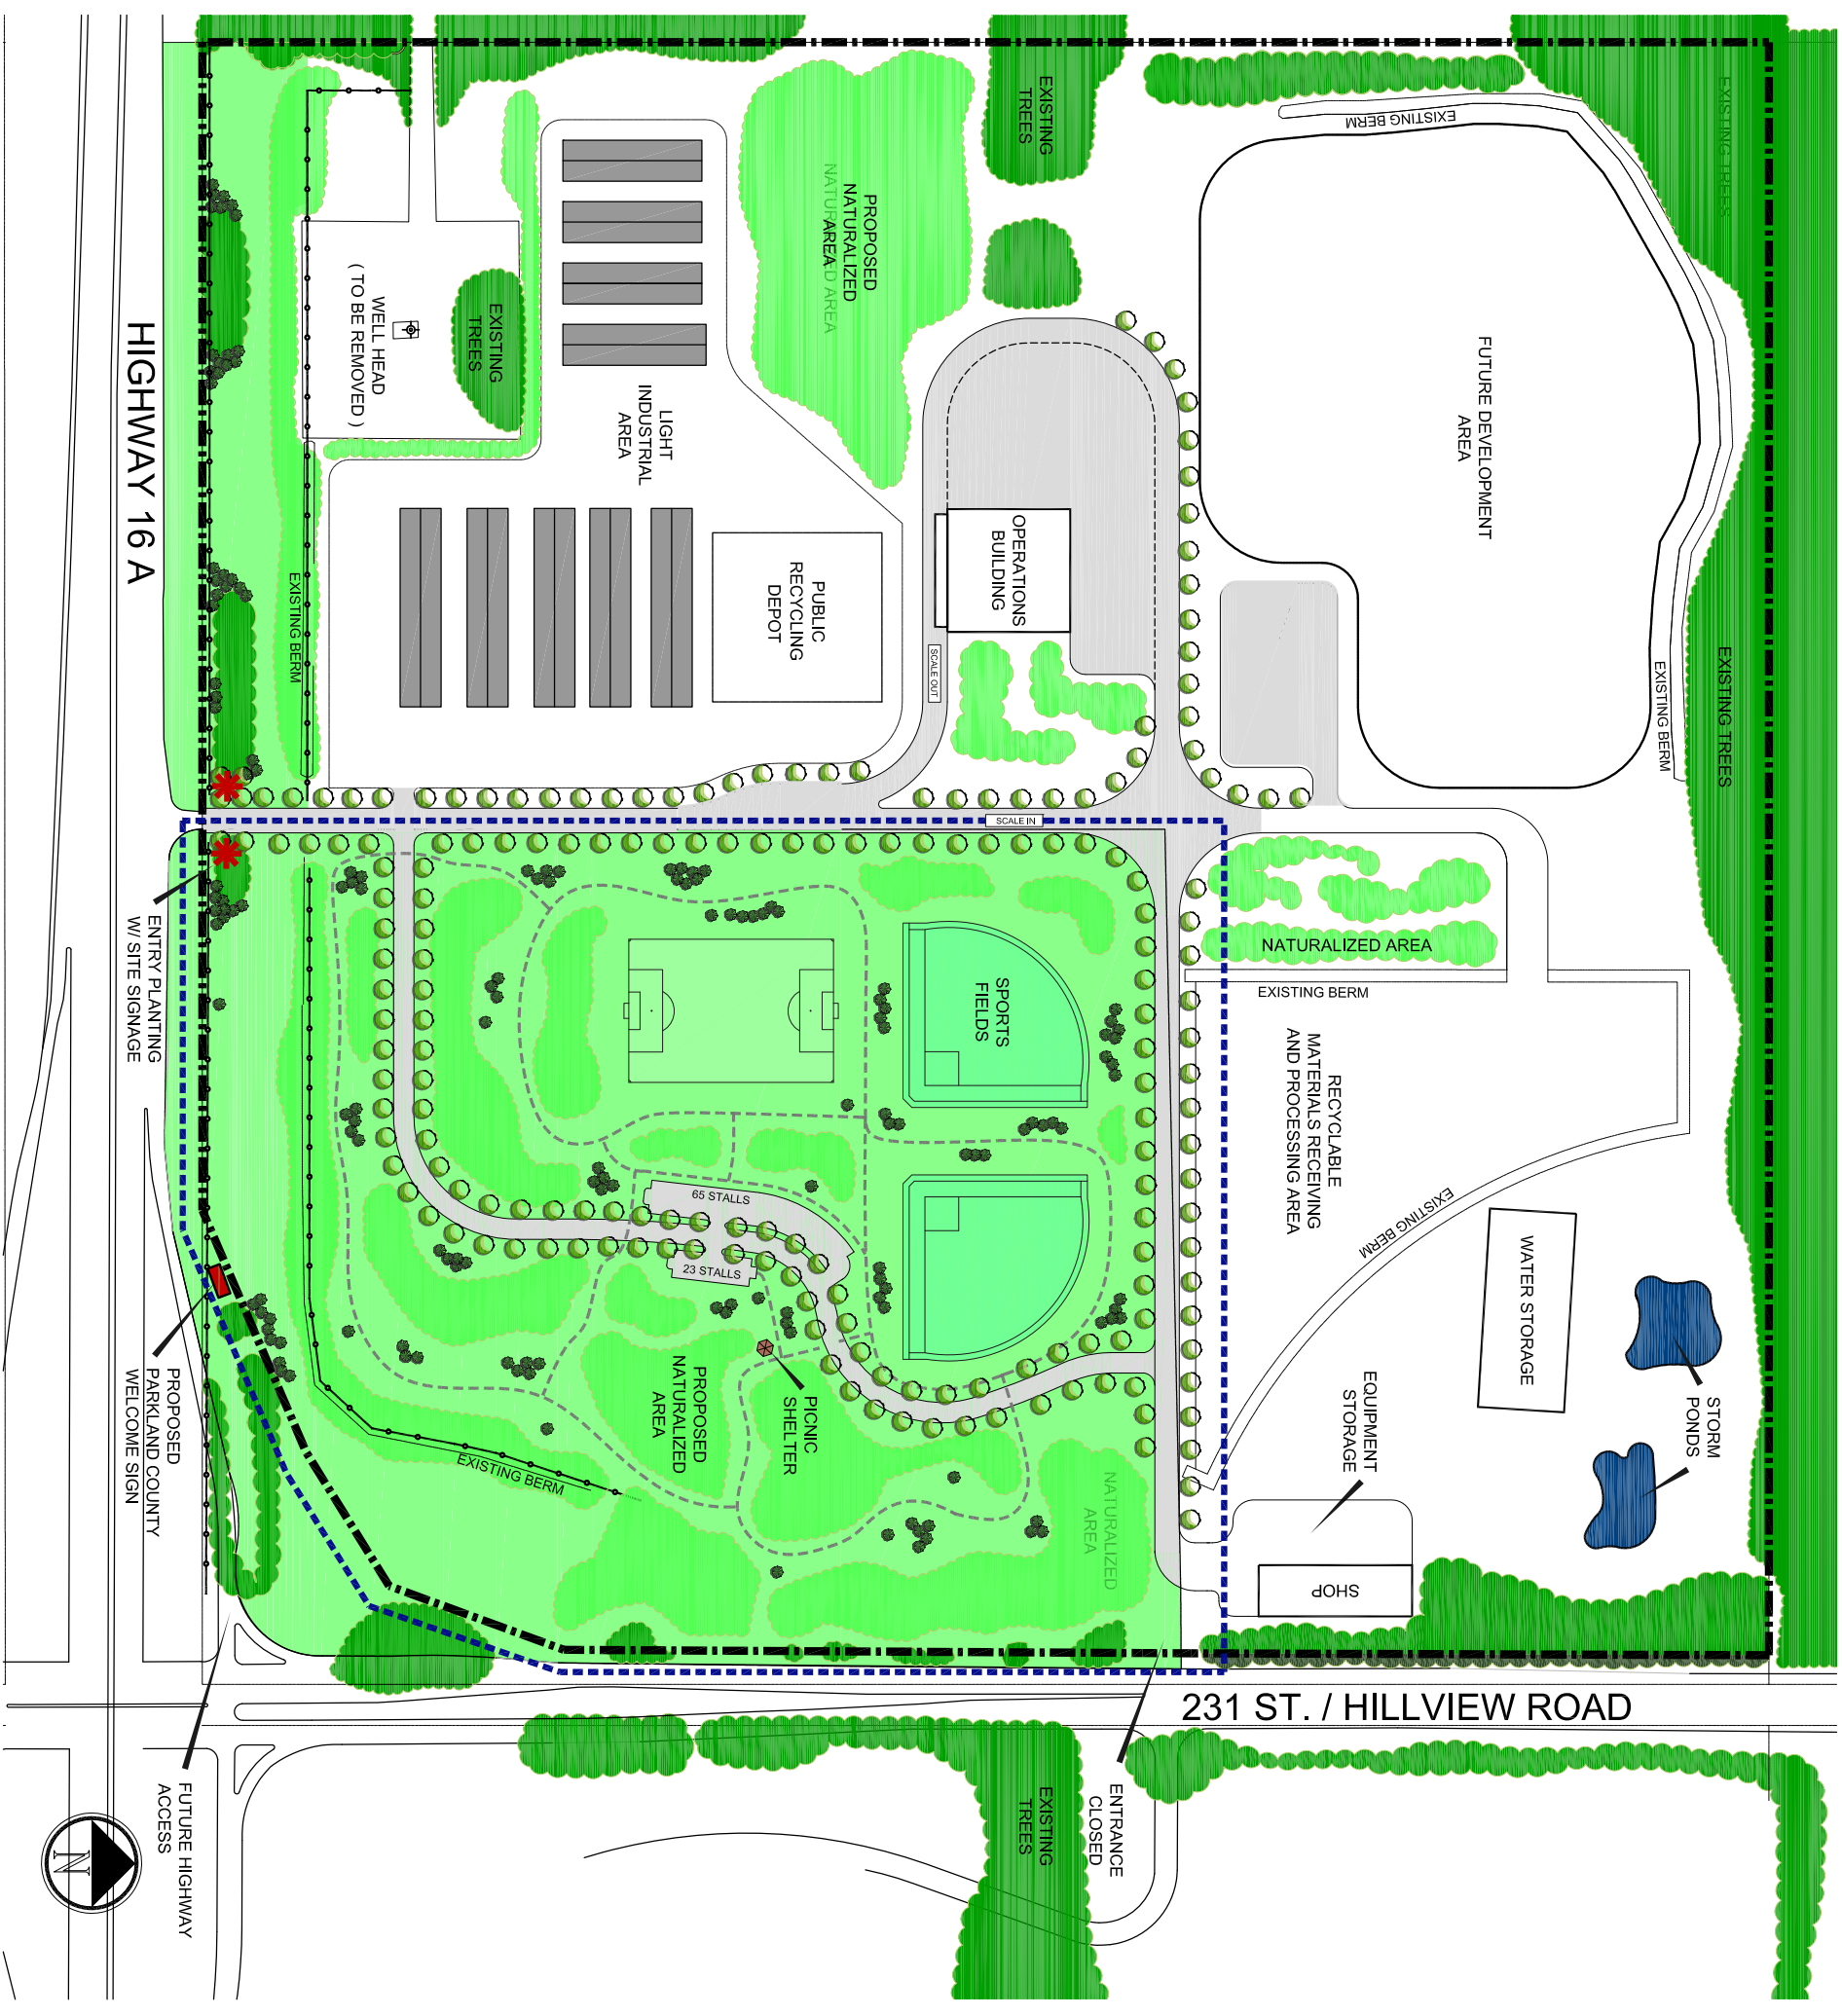 EXISTING
TREES
EXISTING BERM
EXISTING TREES
PROPOSED
NATURALIZED
AREA
NATURALIZED AREA
WELL HEAD
( TO BE REMOVED )
EXISTING
TREES
LIGHT
INDUSTRIAL
AREA
FUTURE DEVELOPMENT
AREA
HIGHWAY 16 A
OPERATIONS
BUILDING
PUBLIC
RECYCLING
DEPOT
EXISTING BERM
SCALE OUT
EXISTING BERM
EXISTING TREES
SCALE IN
NATURALIZED AREA
EXISTING BERM
ENTRY PLANTING
W/ SITE SIGNAGE
SPORTS
FIELDS
RECYCLABLE
MATERIALS RECEIVING
AND PROCESSING AREA
65 STALLS
23 STALLS
EXISTING BERM
WATER STORAGE
STORM
PONDS
EQUIPMENT
STORAGE
PICNIC
SHELTER
PROPOSED
NATURALIZED
AREA
PROPOSED
PARKLAND COUNTY
WELCOME SIGN
EXISTING BERM
NATURALIZED
AREA
SHOP
231 ST. / HILLVIEW ROAD
FUTURE HIGHWAY
ACCESS
EXISTING
TREES
ENTRANCE
CLOSED
N